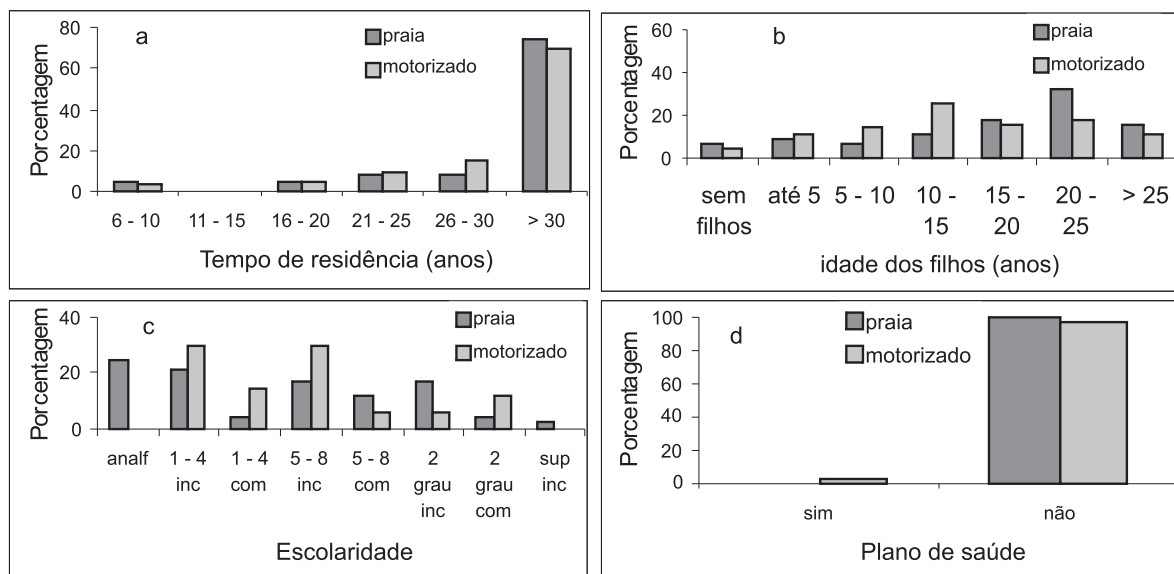 a
praia
motorizado
Porcentagem
80
60
40
20
0
6 - 10
11 - 15
16 - 20
21 - 25
26 - 30
> 30
Tempo de residência (anos)
b
praia
motorizado
Porcentagem
60
40
20
0
sem filhos
até 5
5 - 10
10 - 15
15 - 20
20 - 25
> 25
idade dos filhos (anos)
c
praia
motorizado
Porcentagem
40
20
0
analf
1 - 4 inc
1 - 4 com
5 - 8 inc
5 - 8 com
2 grau inc
2 grau com
sup inc
Escolaridade
d
praia
motorizado
Porcentagem
100
80
60
40
20
0
sim
não
Plano de saúde